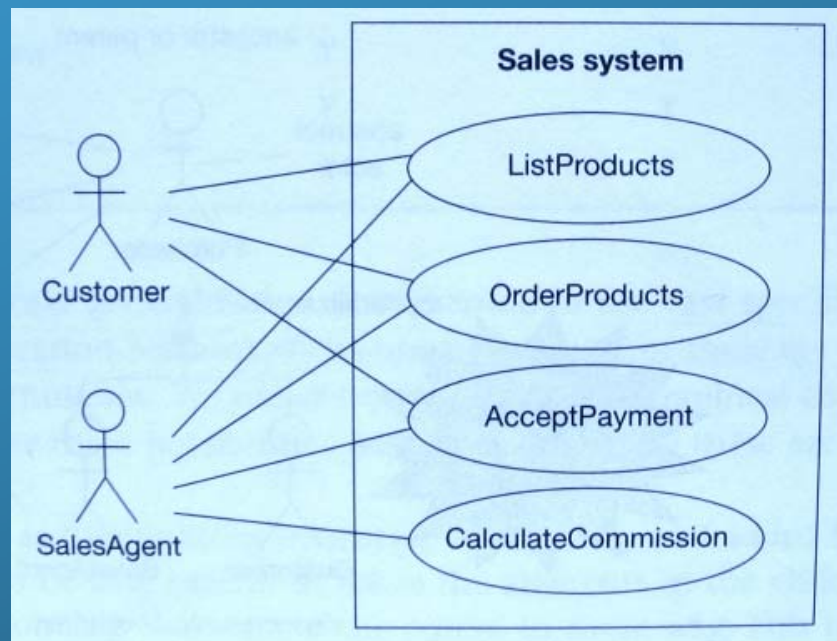 Sales system
ListProducts
Customer
OrderProducts
AcceptPayment
SalesAgent
CalculateCommission